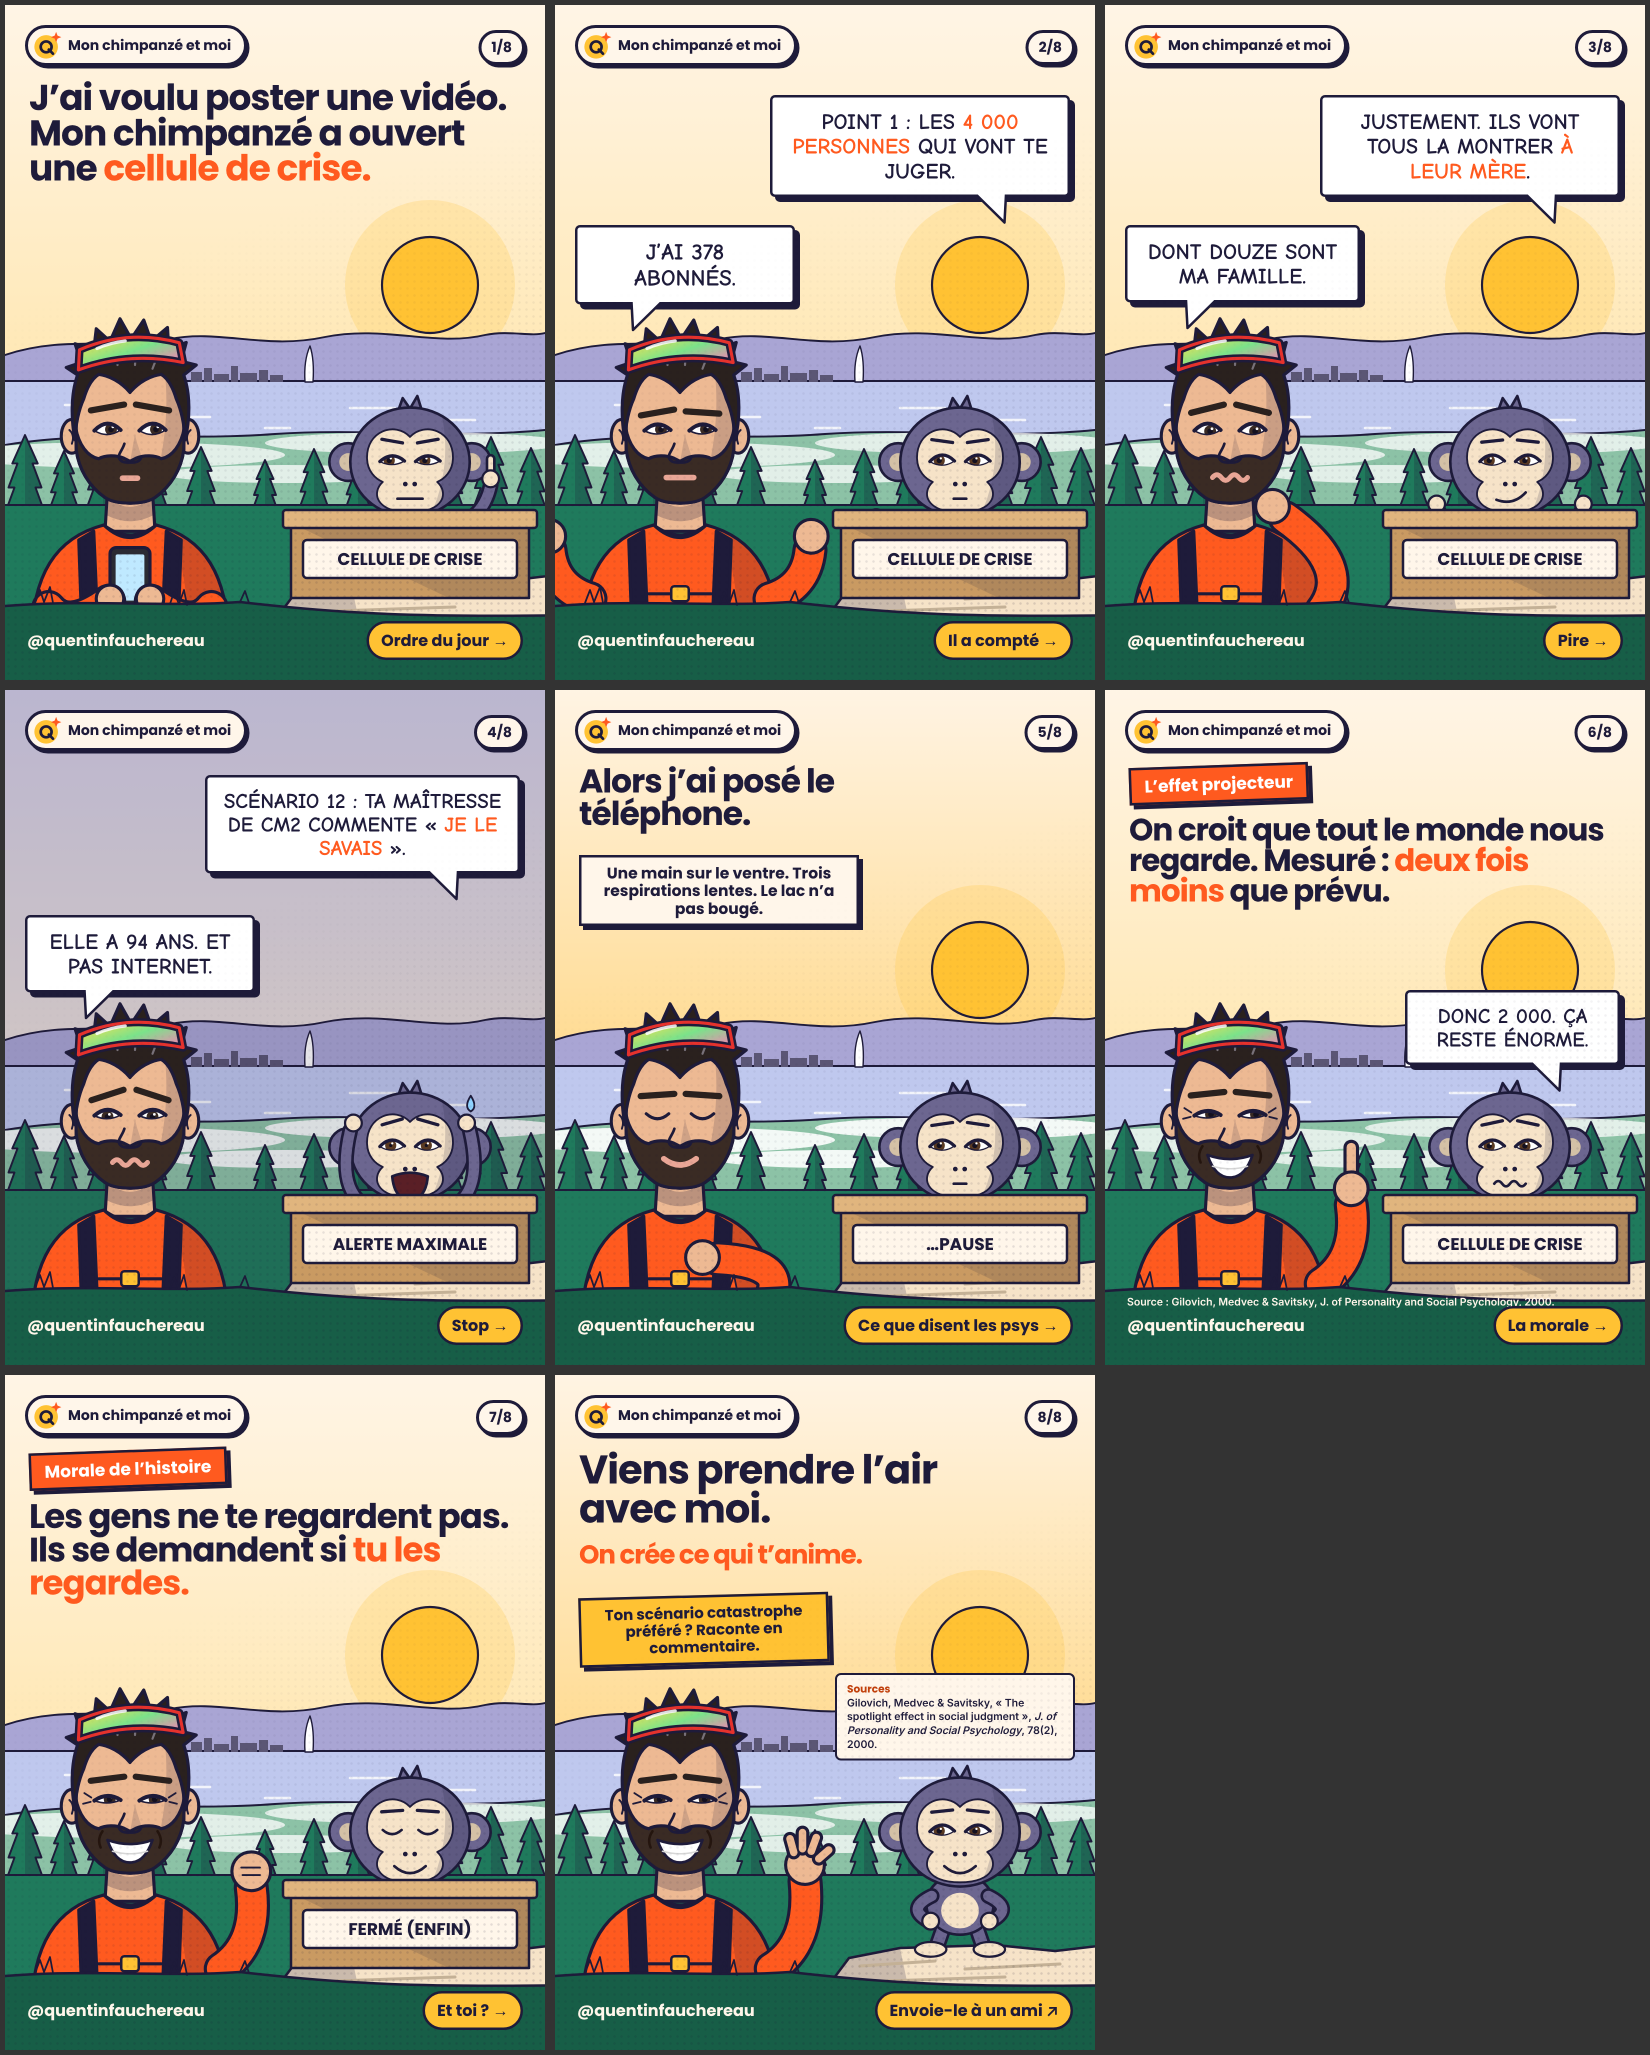 Q Mon chimpanzé et moi
1/8
J'ai voulu poster une vidéo.
Mon chimpanzé a ouvert
une cellule de crise.
CELLULE DE CRISE
@quentinfauchereau
Ordre du jour →
Q Mon chimpanzé et moi
2/8
POINT 1 : LES 4 000
PERSONNES QUI VONT TE
JUGER.
J'AI 378
ABONNÉS.
CELLULE DE CRISE
@quentinfauchereau
Il a compté →
Q Mon chimpanzé et moi
3/8
JUSTEMENT. ILS VONT
TOUS LA MONTRER À
LEUR MÈRE.
DONT DOUZE SONT
MA FAMILLE.
CELLULE DE CRISE
@quentinfauchereau
Pire →
Q Mon chimpanzé et moi
4/8
SCÉNARIO 12 : TA MAÎTRESSE
DE CM2 COMMENTE « JE LE
SAVAIS ».
ELLE A 94 ANS. ET
PAS INTERNET.
ALERTE MAXIMALE
@quentinfauchereau
Stop →
Q Mon chimpanzé et moi
5/8
Alors j'ai posé le
téléphone.
Une main sur le ventre. Trois
respirations lentes. Le lac n'a
pas bougé.
...PAUSE
@quentinfauchereau
Ce que disent les psys →
Q Mon chimpanzé et moi
6/8
L'effet projecteur
On croit que tout le monde nous
regarde. Mesuré : deux fois
moins que prévu.
DONC 2 000. ÇA
RESTE ÉNORME.
CELLULE DE CRISE
Source : Gilovich, Medvec & Savitsky, J. of Personality and Social Psychology, 2000.
@quentinfauchereau
La morale →
Q Mon chimpanzé et moi
7/8
Morale de l'histoire
Les gens ne te regardent pas.
Ils se demandent si tu les
regardes.
FERMÉ (ENFIN)
@quentinfauchereau
Et toi ? →
Q Mon chimpanzé et moi
8/8
Viens prendre l'air
avec moi.
On crée ce qui t'anime.
Ton scénario catastrophe
préféré ? Raconte en
commentaire.
Sources
Gilovich, Medvec & Savitsky, « The
spotlight effect in social judgment », J. of
Personality and Social Psychology, 78(2),
2000.
@quentinfauchereau
Envoie-le à un ami ↗